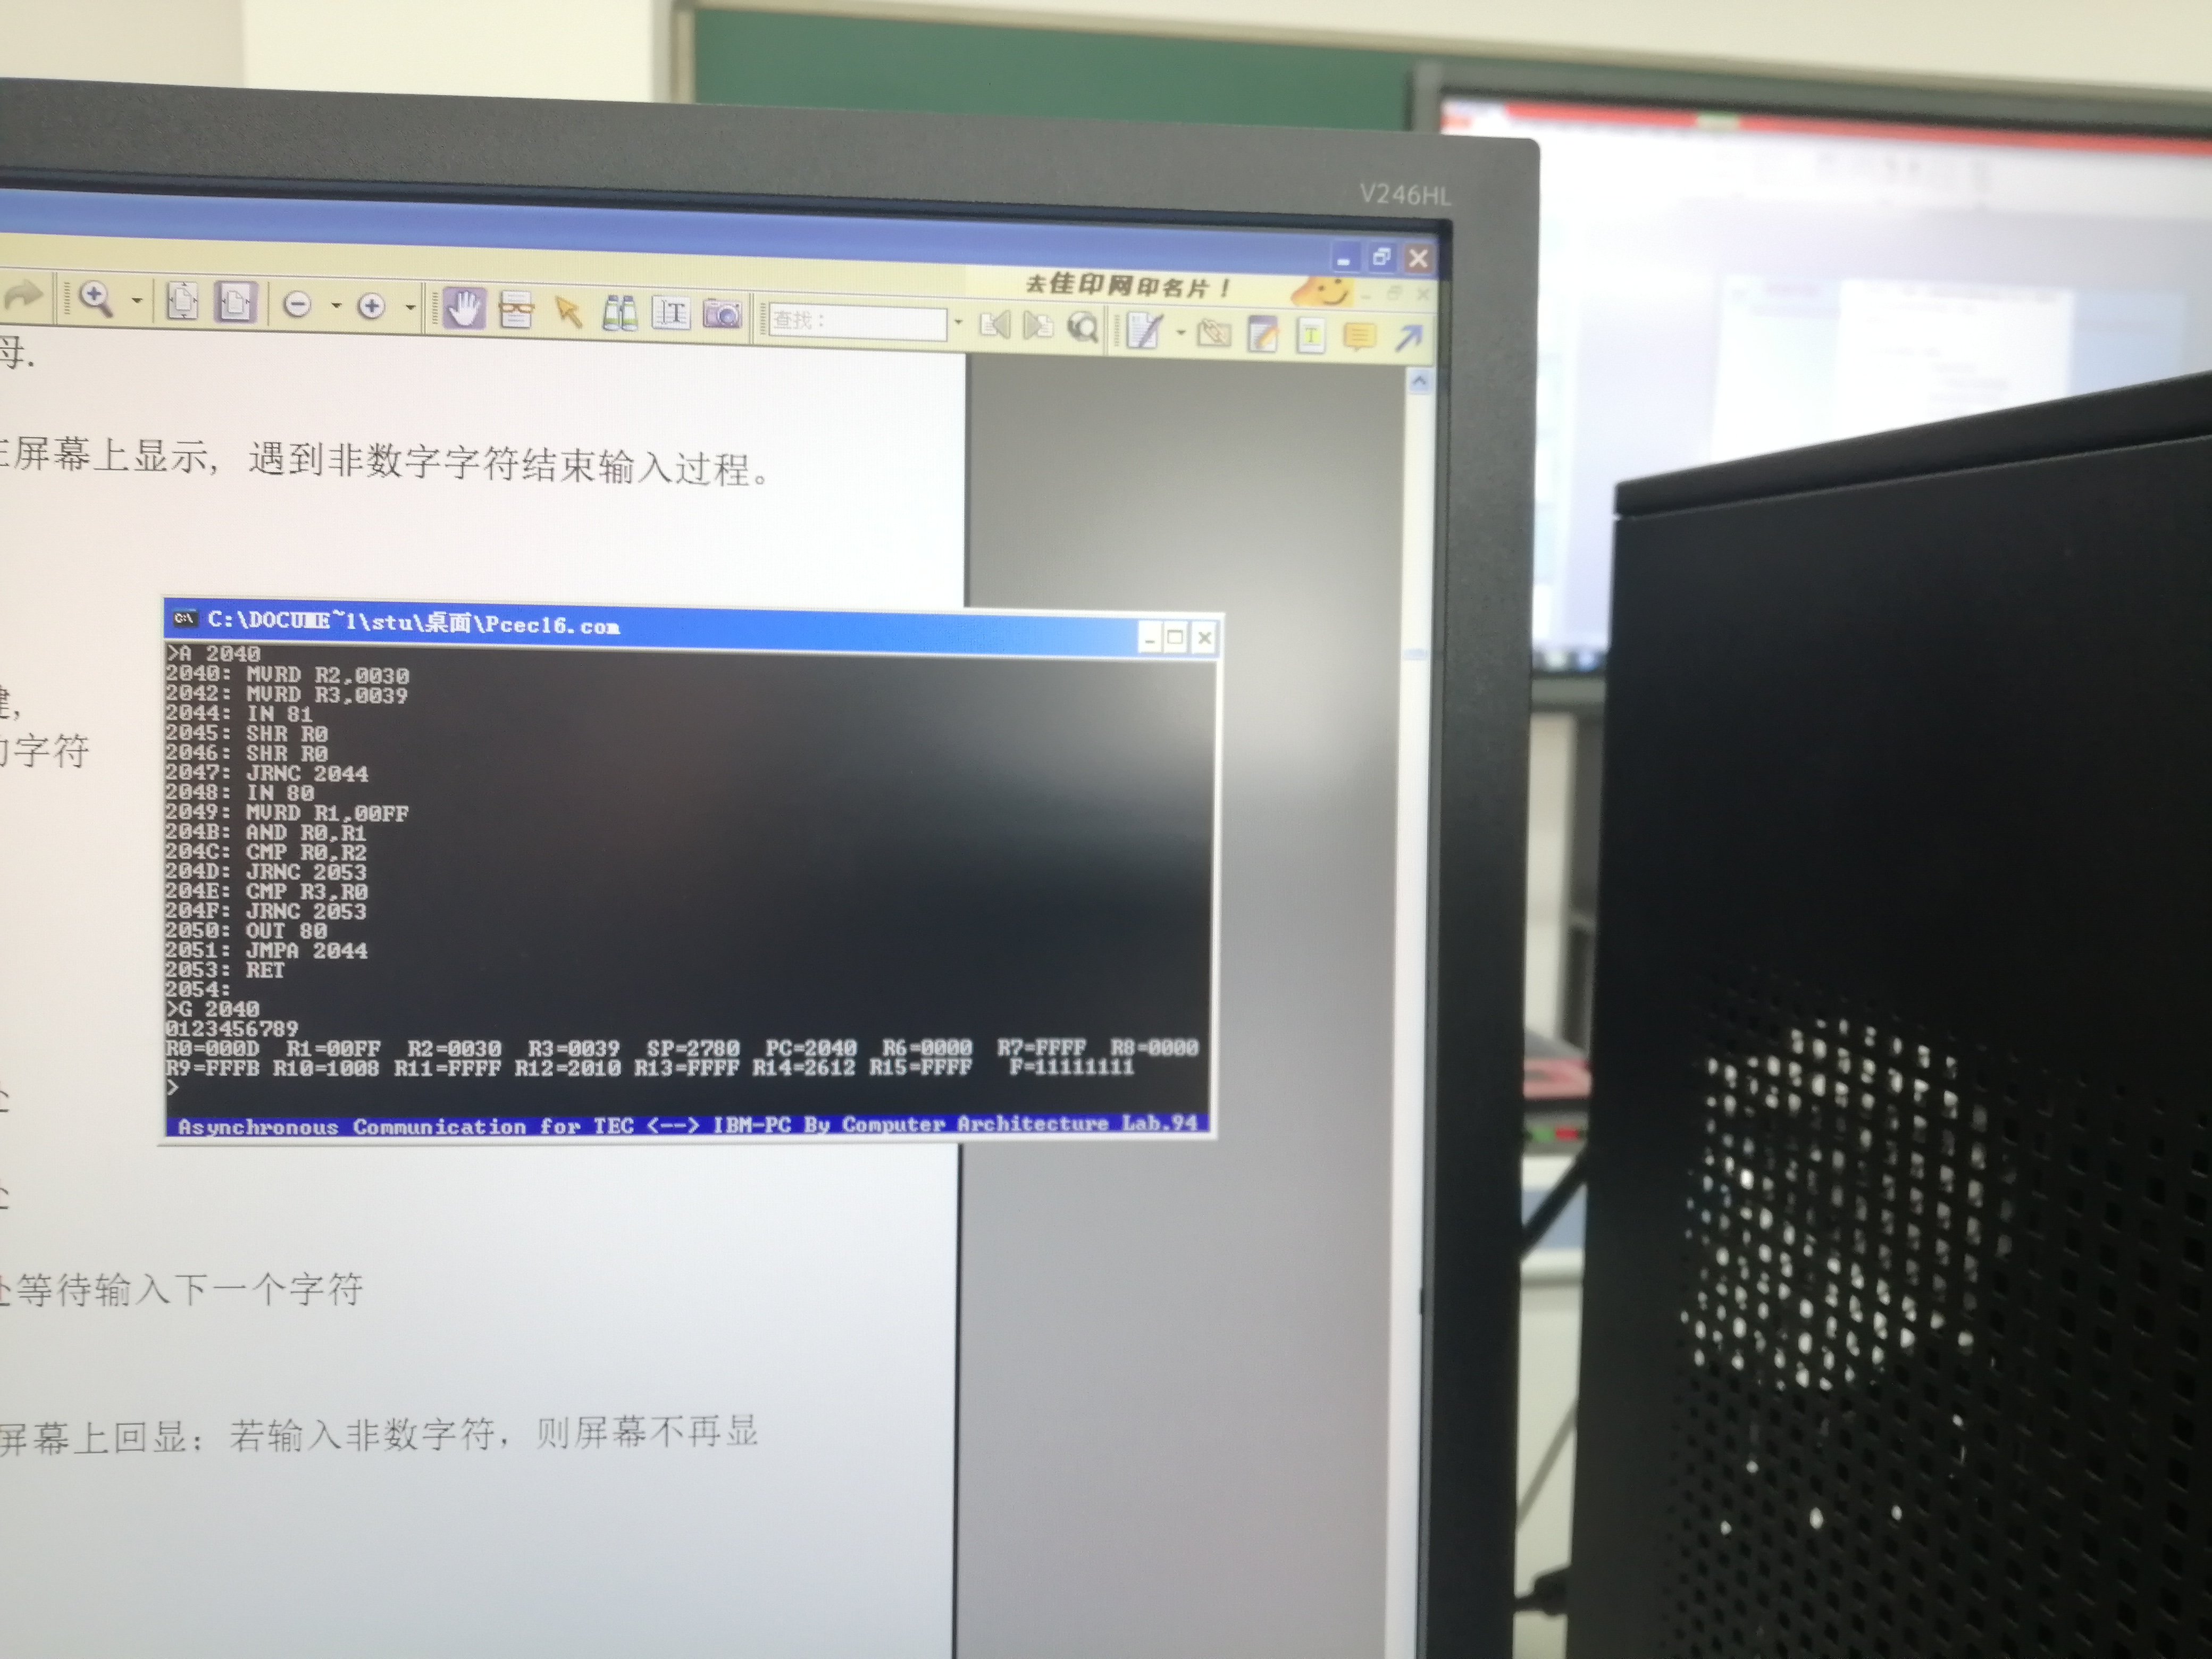 V246HL
去佳印网印名片！
查找：
母.
屏幕上显示，遇到非数字字符结束输入过程。
C:\DOCUME~1\stu\桌面\Pcec16.com
>A 2040
2040: MVRD R2,0030
2042: MVRD R3,0039
2044: IN 81
2045: SHR R0
2046: SHR R0
2047: JRNC 2044
2048: IN 80
2049: MVRD R1,00FF
204B: AND R0,R1
204C: CMP R0,R2
204D: JRNC 2053
204E: CMP R3,R0
204F: JRNC 2053
2050: OUT 80
2051: JMPA 2044
2053: RET
2054:
>G 2040
0123456789
R0=000D R1=00FF R2=0030 R3=0039 SP=2780 PC=2040 R6=0000 R7=FFFF R8=0000
R9=FFFB R10=1008 R11=FFFF R12=2010 R13=FFFF R14=2612 R15=FFFF F=11111111
>
Asynchronous Communication for TEC <--> IBM-PC By Computer Architecture Lab.94
字符
等待输入下一个字符
屏幕上回显；若输入非数字符，则屏幕不再显